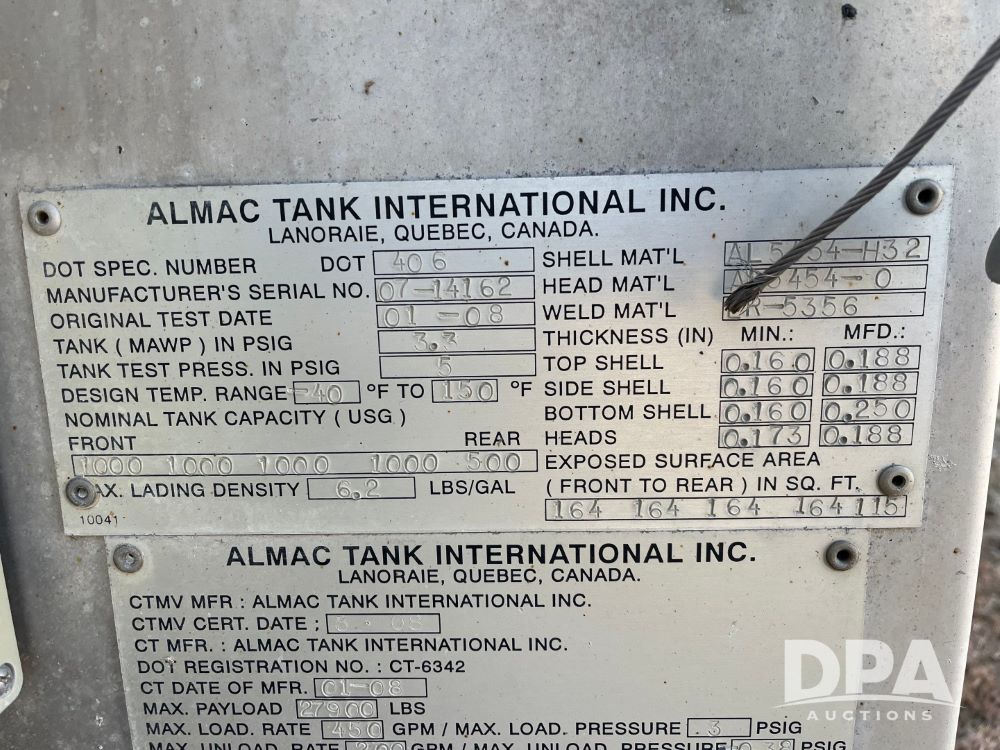 ALMAC TANK INTERNATIONAL INC.
LANORAIE, QUEBEC, CANADA.
DOT SPEC. NUMBER DOT 406
MANUFACTURER'S SERIAL NO. 07-14162
ORIGINAL TEST DATE 01-08
TANK ( MAWP ) IN PSIG 3.3
TANK TEST PRESS. IN PSIG 5
DESIGN TEMP. RANGE -40 °F TO 150 °F
NOMINAL TANK CAPACITY ( USG )
FRONT REAR
1000 1000 1000 1000 500
LADING DENSITY 6.2 LBS/GAL
10041
SHELL MAT'L
HEAD MAT'L
WELD MAT'L
THICKNESS (IN) MIN.: MFD.:
TOP SHELL 0.160 0.188
SIDE SHELL 0.160 0.188
BOTTOM SHELL 0.160 0.250
HEADS 0.173 0.188
EXPOSED SURFACE AREA
( FRONT TO REAR ) IN SQ. FT.
164 164 164 164 115
ALMAC TANK INTERNATIONAL INC.
LANORAIE, QUEBEC, CANADA.
CTMV MFR : ALMAC TANK INTERNATIONAL INC.
CTMV CERT. DATE ;
CT MFR. : ALMAC TANK INTERNATIONAL INC.
DOT REGISTRATION NO. : CT-6342
CT DATE OF MFR. 01-08
MAX. PAYLOAD 27900 LBS
MAX. LOAD. RATE 450 GPM / MAX. LOAD. PRESSURE .3 PSIG
MAX. UNLOAD. RATE GPM / MAX. UNLOAD. PRESSURE PSIG
DPA
AUCTIONS